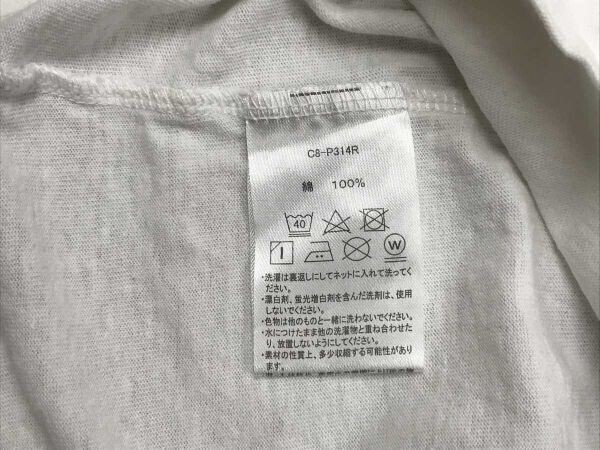 C8-P314R
綿 100%
40
W
・洗濯は裏返しにしてネットに入れて洗ってく
ださい。
・漂白剤、蛍光増白剤を含んだ洗剤は、使用
しないでください。
・色物は他のものと一緒に洗わないでください。
・水につけたまま他の洗濯物と重ね合わせた
り、放置しないようにしてください。
・素材の性質上、多少収縮する可能性があり
ます。